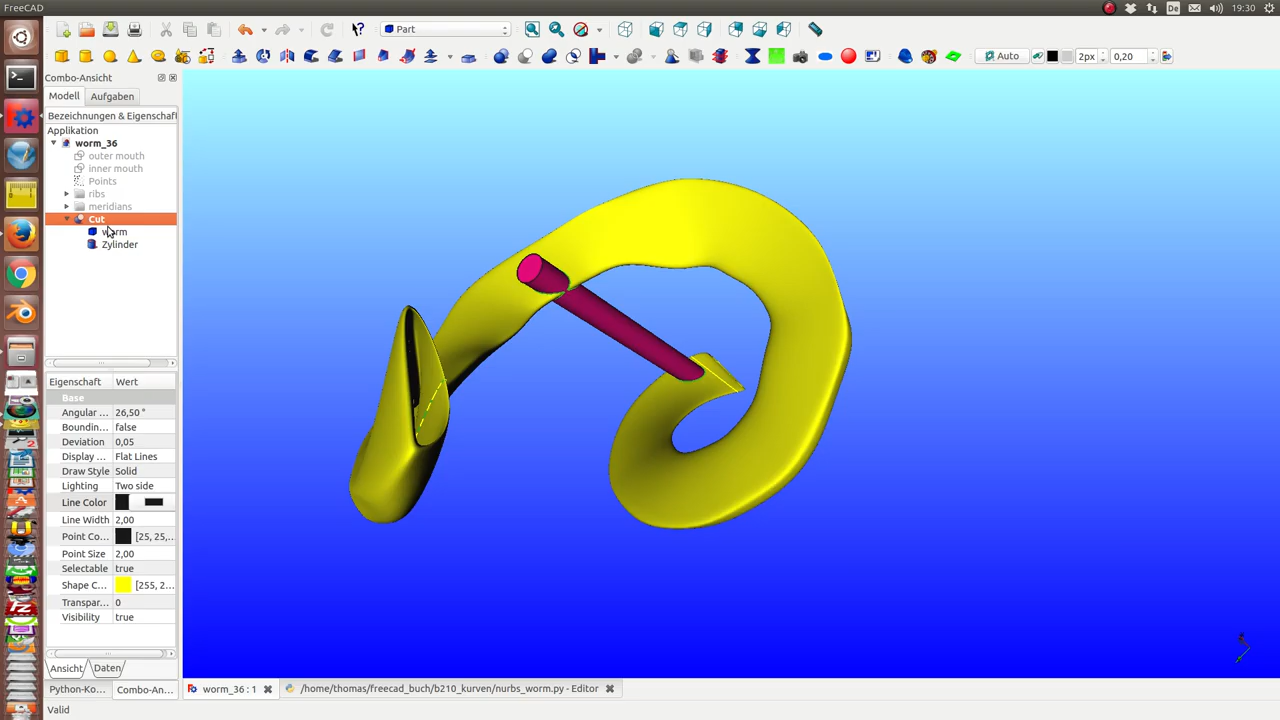 FreeCAD
De
19:30
Part
Auto
2px
0,20
Combo-Ansicht
Modell
Aufgaben
Bezeichnungen & Eigenschaf
Applikation
worm_36
outer mouth
inner mouth
Points
ribs
meridians
Cut
worm
Zylinder
Eigenschaft Wert
Base
Angular ... 26,50 °
Boundin... false
Deviation 0,05
Display ... Flat Lines
Draw Style Solid
Lighting Two side
Line Color
Line Width 2,00
Point Co... [25, 25,...
Point Size 2,00
Selectable true
Shape C... [255, 2...
Transpar... 0
Visibility true
Ansicht Daten
Python-Ko... Combo-An...
worm_36 : 1
/home/thomas/freecad_buch/b210_kurven/nurbs_worm.py - Editor
Valid